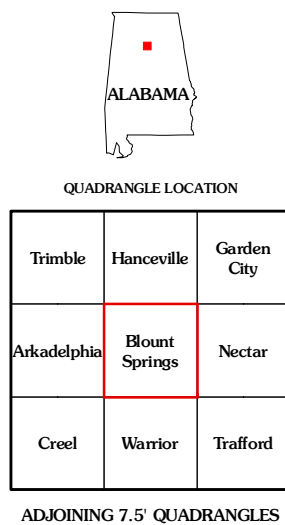 ALABAMA
QUADRANGLE LOCATION
Trimble Hanceville Garden City
Arkadelphia Blount Springs Nectar
Creel Warrior Trafford
ADJOINING 7.5' QUADRANGLES